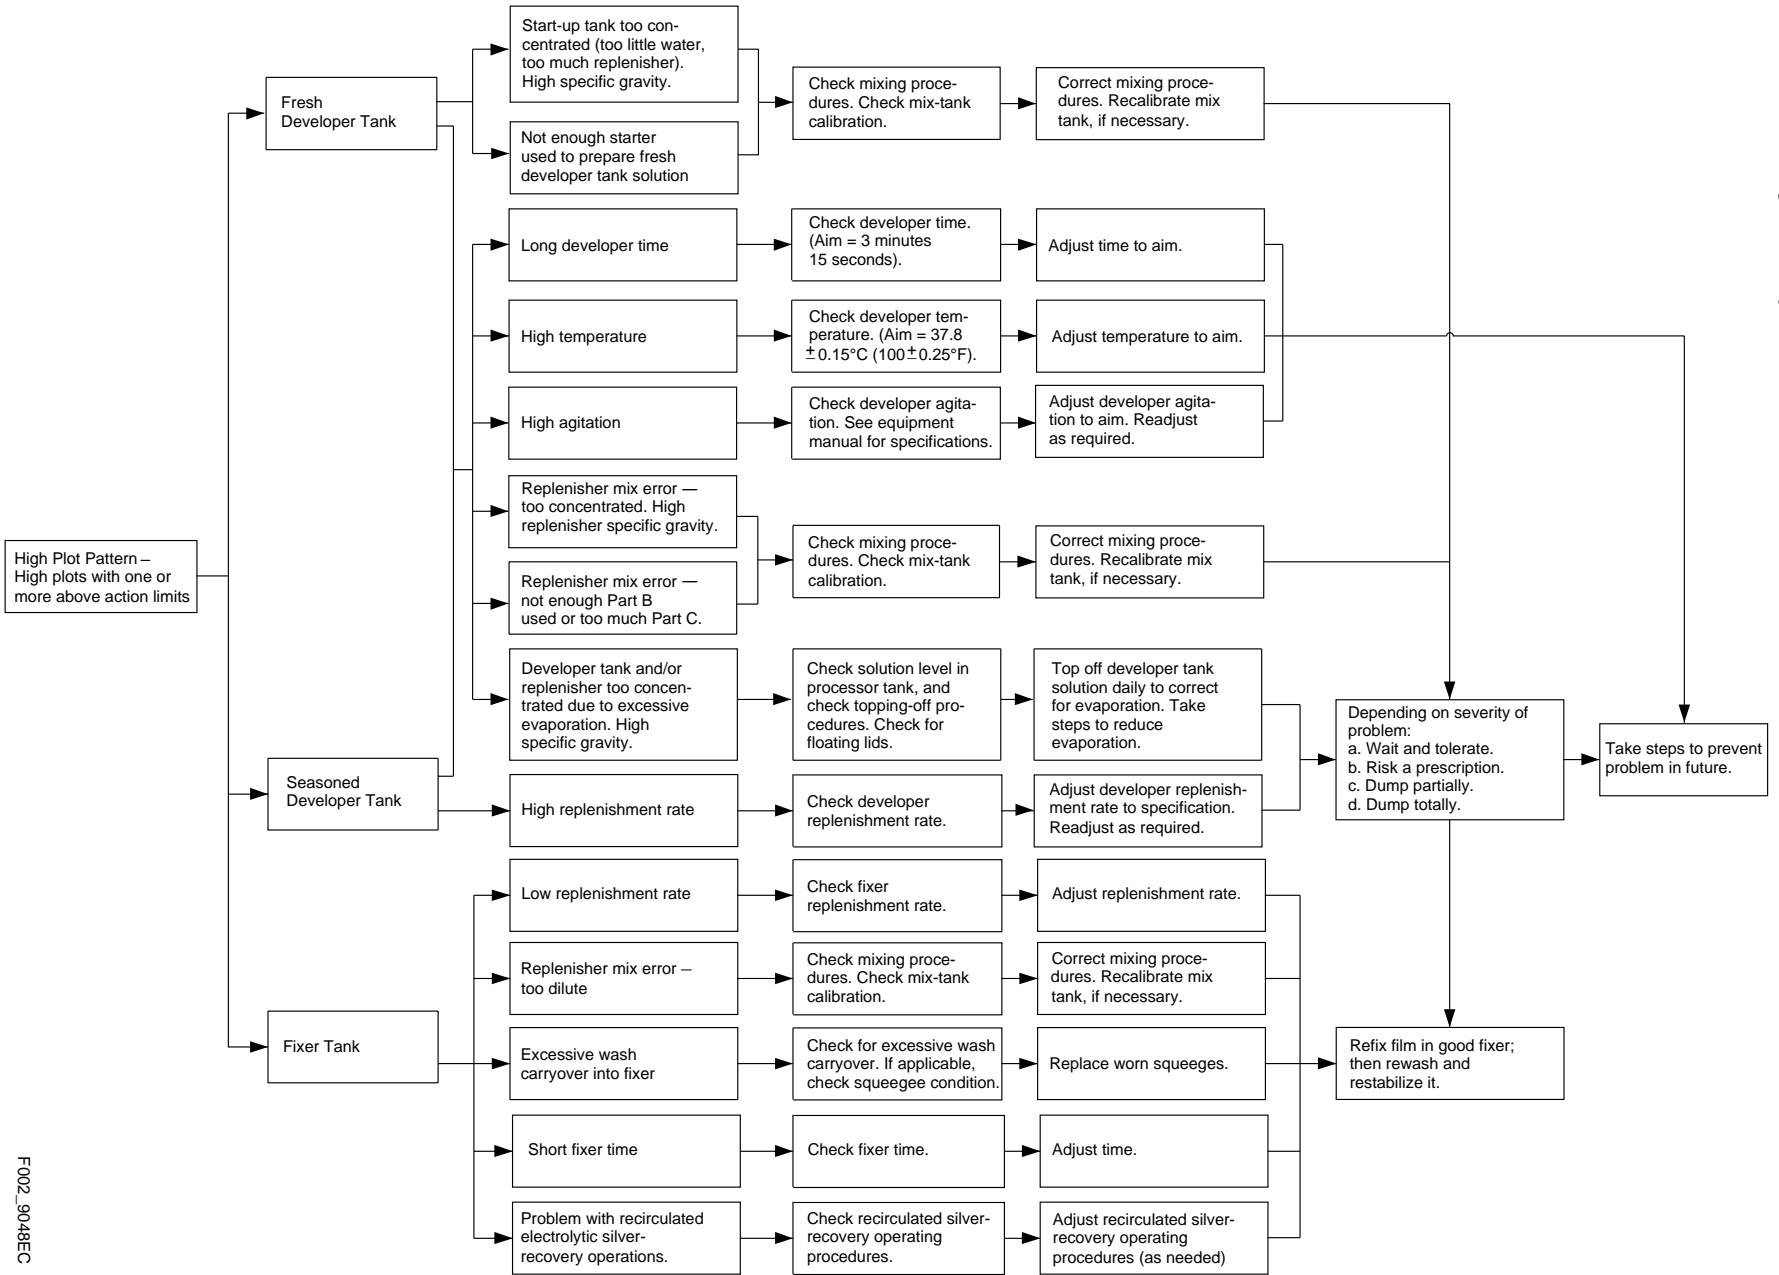 High Plot Pattern –
High plots with one or
more above action limits
Fresh
Developer Tank
Start-up tank too con-
centrated (too little water,
too much replenisher).
High specific gravity.
Not enough starter
used to prepare fresh
developer tank solution
Check mixing proce-
dures. Check mix-tank
calibration.
Correct mixing proce-
dures. Recalibrate mix
tank, if necessary.
Long developer time
Check developer time.
(Aim = 3 minutes
15 seconds).
Adjust time to aim.
High temperature
Check developer tem-
perature. (Aim = 37.8
±0.15°C (100±0.25°F).
Adjust temperature to aim.
High agitation
Check developer agita-
tion. See equipment
manual for specifications.
Adjust developer agita-
tion to aim. Readjust
as required.
Replenisher mix error —
too concentrated. High
replenisher specific gravity.
Replenisher mix error —
not enough Part B
used or too much Part C.
Check mixing proce-
dures. Check mix-tank
calibration.
Correct mixing proce-
dures. Recalibrate mix
tank, if necessary.
Developer tank and/or
replenisher too concen-
trated due to excessive
evaporation. High
specific gravity.
Check solution level in
processor tank, and
check topping-off pro-
cedures. Check for
floating lids.
Top off developer tank
solution daily to correct
for evaporation. Take
steps to reduce
evaporation.
Seasoned
Developer Tank
High replenishment rate
Check developer
replenishment rate.
Adjust developer replenish-
ment rate to specification.
Readjust as required.
Depending on severity of
problem:
a. Wait and tolerate.
b. Risk a prescription.
c. Dump partially.
d. Dump totally.
Take steps to prevent
problem in future.
Fixer Tank
Low replenishment rate
Check fixer
replenishment rate.
Adjust replenishment rate.
Replenisher mix error –
too dilute
Check mixing proce-
dures. Check mix-tank
calibration.
Correct mixing proce-
dures. Recalibrate mix
tank, if necessary.
Excessive wash
carryover into fixer
Check for excessive wash
carryover. If applicable,
check squeegee condition.
Replace worn squeeges.
Short fixer time
Check fixer time.
Adjust time.
Problem with recirculated
electrolytic silver-
recovery operations.
Check recirculated silver-
recovery operating
procedures.
Adjust recirculated silver-
recovery operating
procedures (as needed)
Refix film in good fixer;
then rewash and
restabilize it.
F002_9048EC